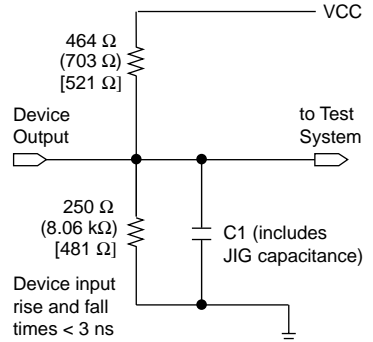 VCC
464 Ω
(703 Ω)
[521 Ω]
Device
Output
to Test
System
250 Ω
(8.06 kΩ)
[481 Ω]
C1 (includes
JIG capacitance)
Device input
rise and fall
times < 3 ns